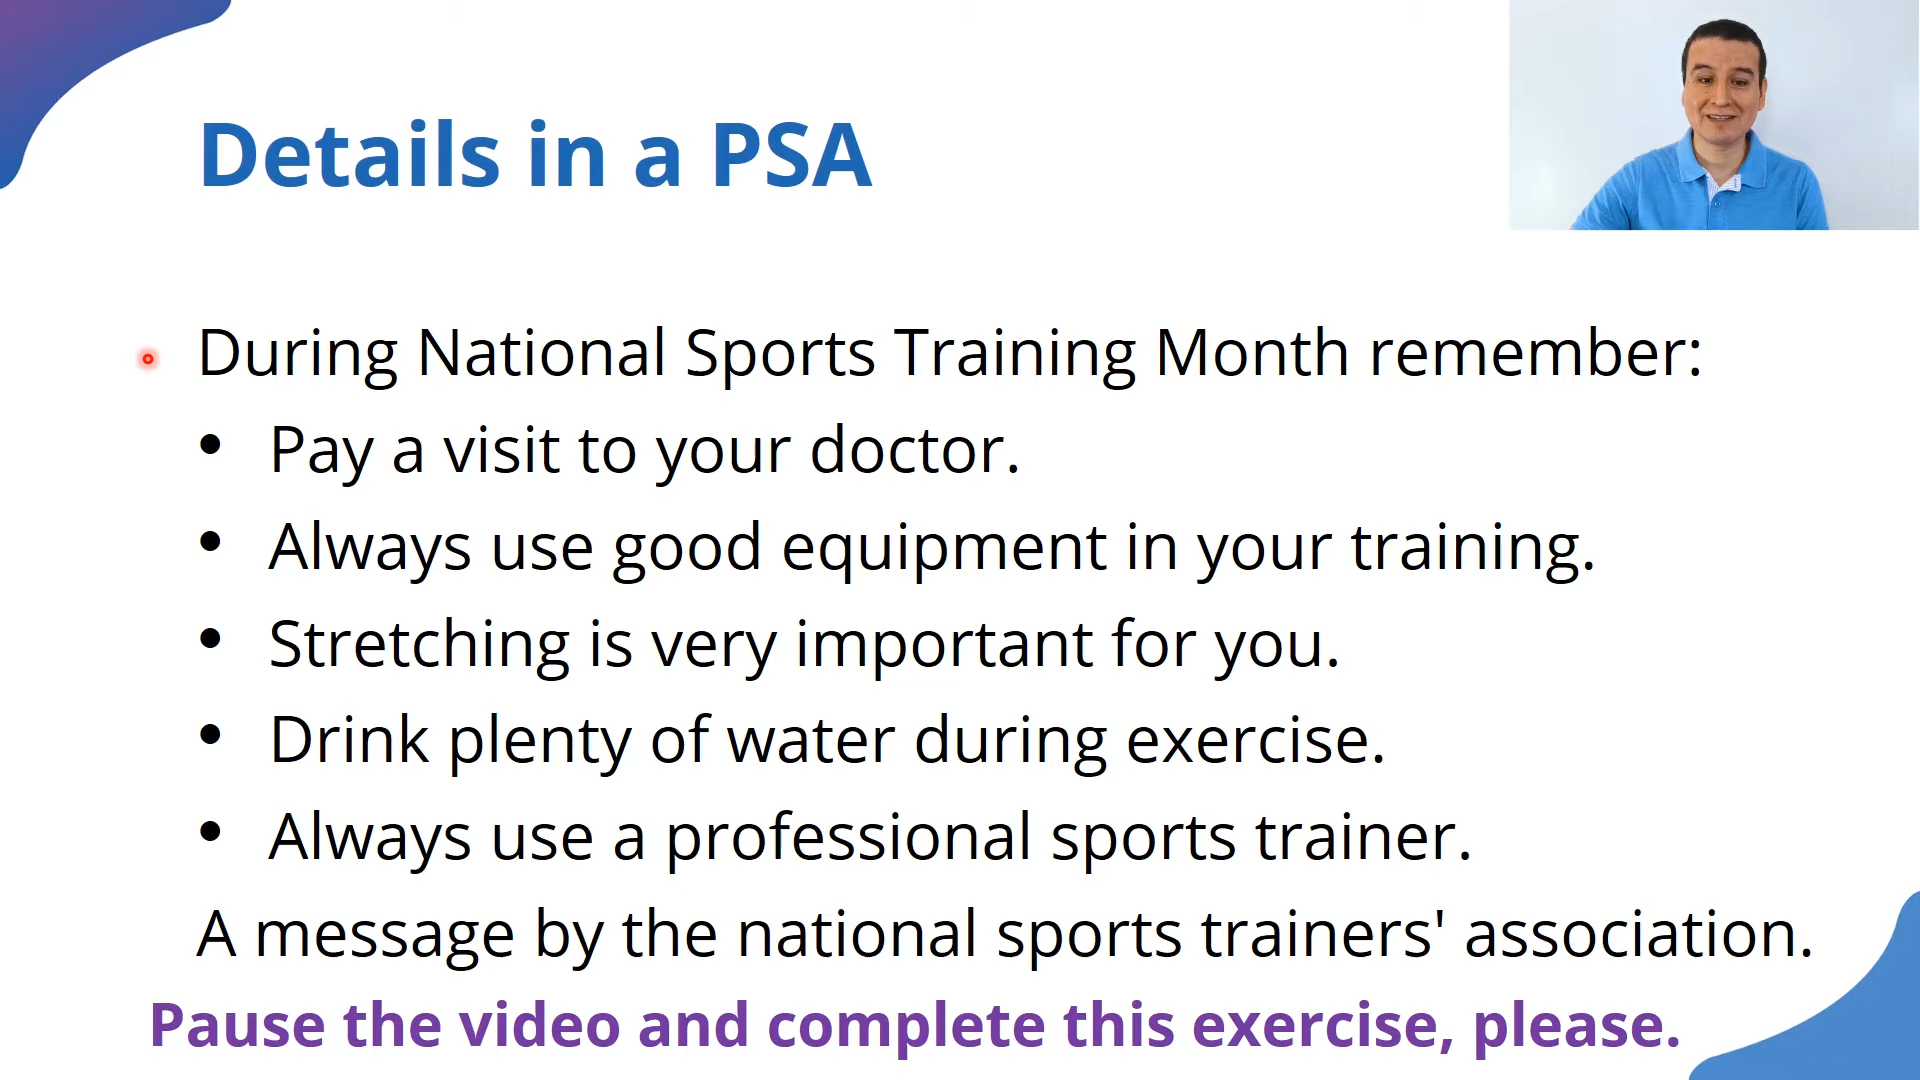 Details in a PSA
During National Sports Training Month remember:
• Pay a visit to your doctor.
• Always use good equipment in your training.
• Stretching is very important for you.
• Drink plenty of water during exercise.
• Always use a professional sports trainer.
A message by the national sports trainers' association.
Pause the video and complete this exercise, please.